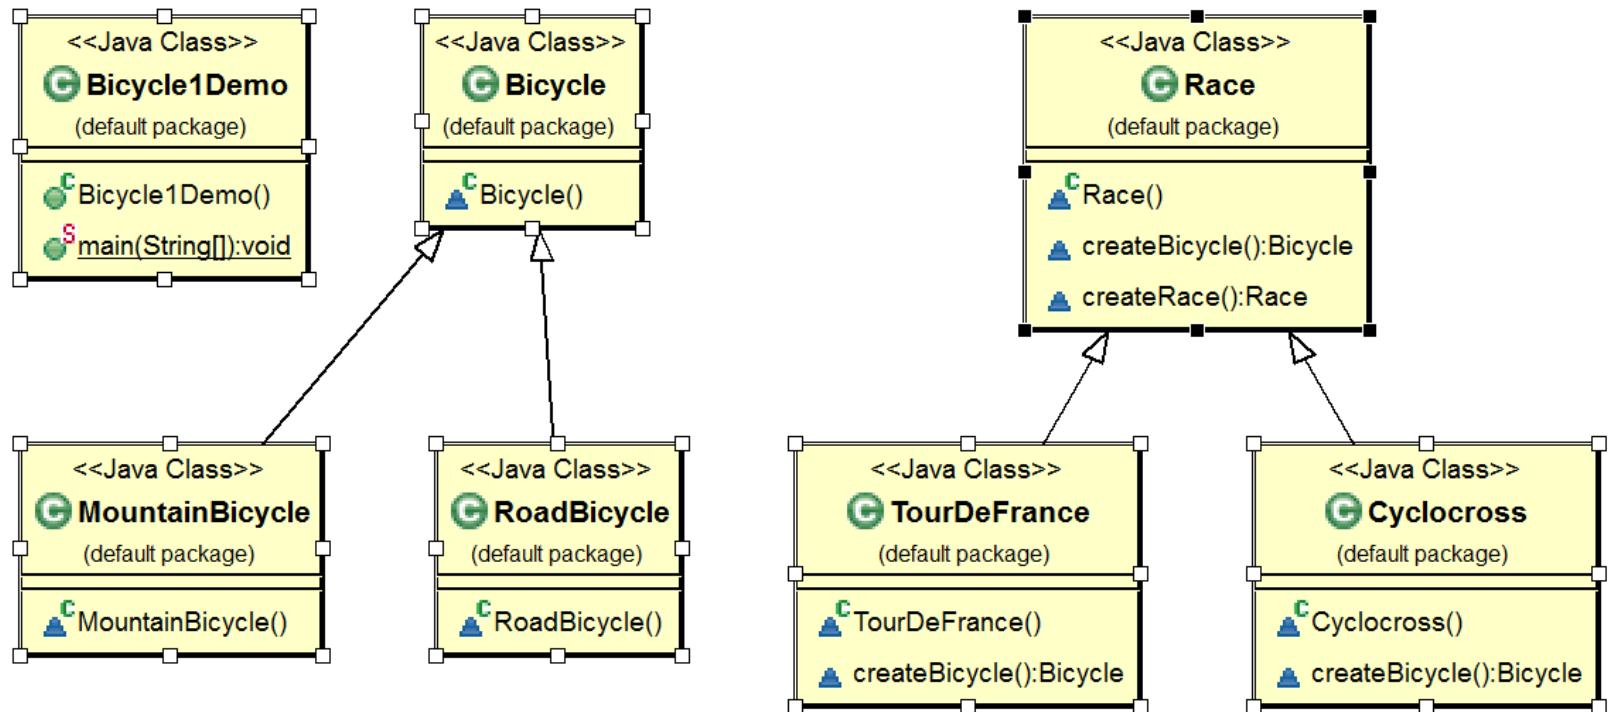 <<Java Class>>
Bicycle1Demo
(default package)
Bicycle1Demo()
main(String[]):void
<<Java Class>>
Bicycle
(default package)
Bicycle()
<<Java Class>>
Race
(default package)
Race()
createBicycle():Bicycle
createRace():Race
<<Java Class>>
MountainBicycle
(default package)
MountainBicycle()
<<Java Class>>
RoadBicycle
(default package)
RoadBicycle()
<<Java Class>>
TourDeFrance
(default package)
TourDeFrance()
createBicycle():Bicycle
<<Java Class>>
Cyclocross
(default package)
Cyclocross()
createBicycle():Bicycle